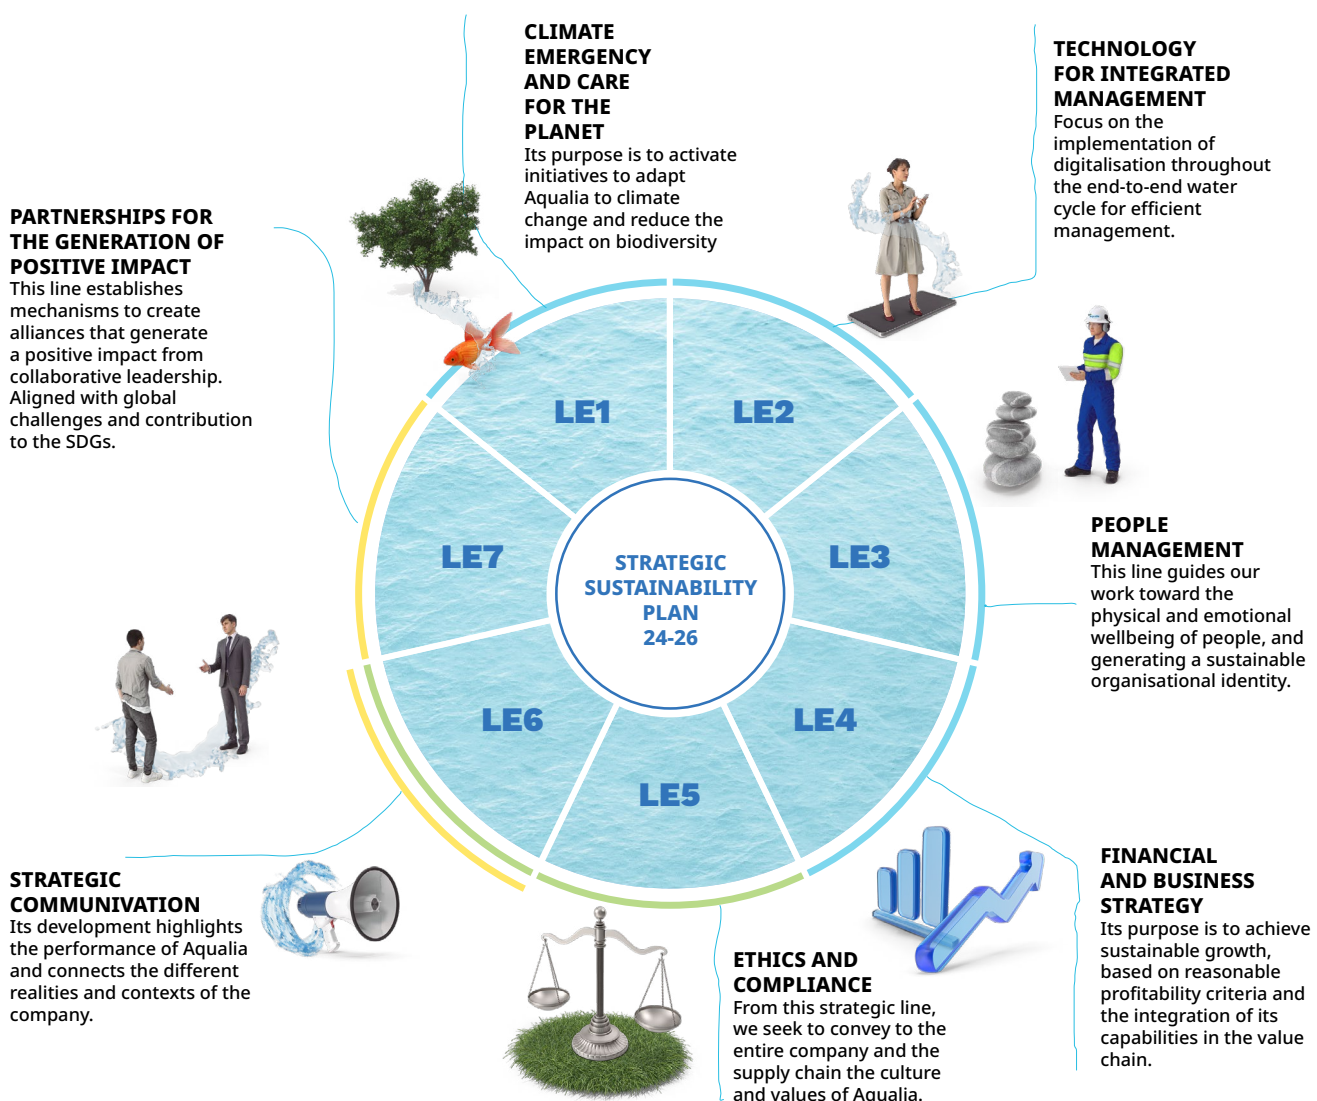 CLIMATE
EMERGENCY
AND CARE
FOR THE
PLANET
Its purpose is to activate
initiatives to adapt
Aqualia to climate
change and reduce the
impact on biodiversity
TECHNOLOGY
FOR INTEGRATED
MANAGEMENT
Focus on the
implementation of
digitalisation throughout
the end-to-end water
cycle for efficient
management.
PARTNERSHIPS FOR
THE GENERATION OF
POSITIVE IMPACT
This line establishes
mechanisms to create
alliances that generate
a positive impact from
collaborative leadership.
Aligned with global
challenges and contribution
to the SDGs.
LE1
LE2
LE7
LE3
STRATEGIC
SUSTAINABILITY
PLAN
24-26
LE6
LE4
LE5
PEOPLE
MANAGEMENT
This line guides our
work toward the
physical and emotional
wellbeing of people, and
generating a sustainable
organisational identity.
STRATEGIC
COMMUNIVATION
Its development highlights
the performance of Aqualia
and connects the different
realities and contexts of the
company.
ETHICS AND
COMPLIANCE
From this strategic line,
we seek to convey to the
entire company and the
supply chain the culture
and values of Aqualia.
FINANCIAL
AND BUSINESS
STRATEGY
Its purpose is to achieve
sustainable growth,
based on reasonable
profitability criteria and
the integration of its
capabilities in the value
chain.